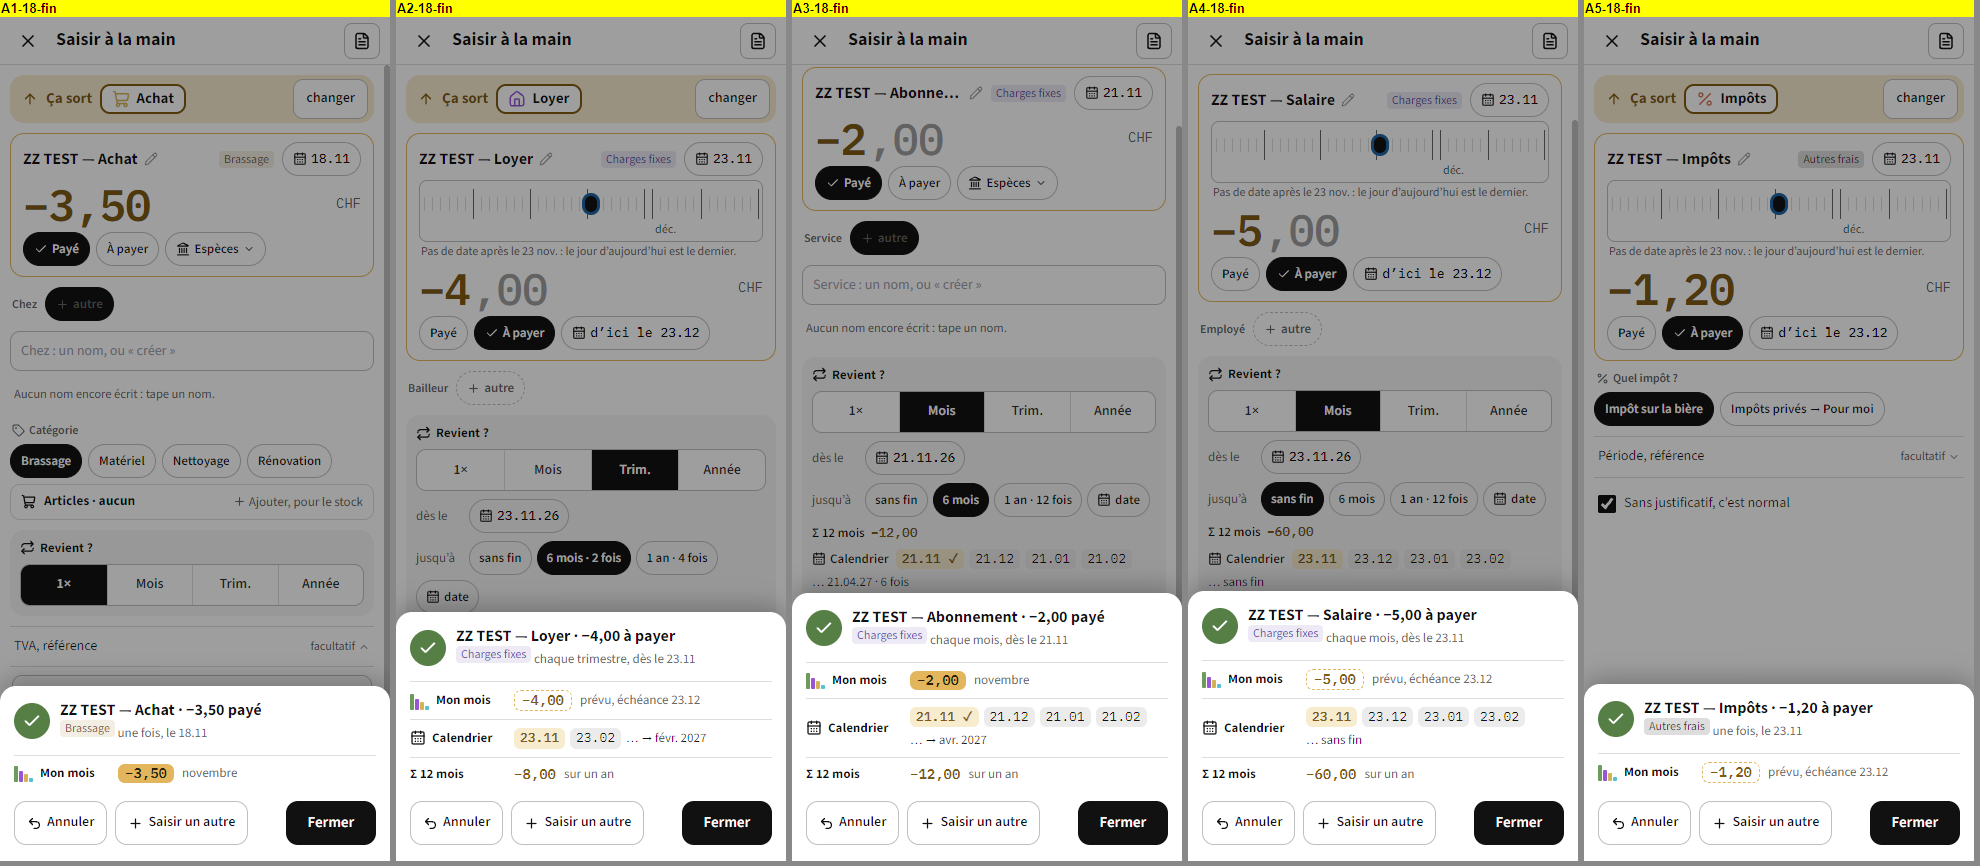 A1-18-fin
Saisir à la main
Ça sort
Achat
changer
ZZ TEST — Achat
Brassage
18.11
−3,50
CHF
Payé
À payer
Espèces
Chez
+ autre
Chez : un nom, ou « créer »
Aucun nom encore écrit : tape un nom.
Catégorie
Brassage
Matériel
Nettoyage
Rénovation
Articles · aucun
+ Ajouter, pour le stock
Revient ?
1×
Mois
Trim.
Année
TVA, référence
facultatif
ZZ TEST — Achat · −3,50 payé
Brassage une fois, le 18.11
Mon mois
−3,50
novembre
Annuler
+ Saisir un autre
Fermer
A2-18-fin
Saisir à la main
Ça sort
Loyer
changer
ZZ TEST — Loyer
Charges fixes
23.11
déc.
Pas de date après le 23 nov. : le jour d’aujourd’hui est le dernier.
−4,00
CHF
Payé
À payer
d’ici le 23.12
Bailleur
+ autre
Revient ?
1×
Mois
Trim.
Année
dès le
23.11.26
jusqu’à
sans fin
6 mois · 2 fois
1 an · 4 fois
date
ZZ TEST — Loyer · −4,00 à payer
Charges fixes chaque trimestre, dès le 23.11
Mon mois
−4,00
prévu, échéance 23.12
Calendrier
23.11
23.02
… → févr. 2027
Σ 12 mois
−8,00 sur un an
Annuler
+ Saisir un autre
Fermer
A3-18-fin
Saisir à la main
ZZ TEST — Abonne…
Charges fixes
21.11
−2,00
CHF
Payé
À payer
Espèces
Service
+ autre
Service : un nom, ou « créer »
Aucun nom encore écrit : tape un nom.
Revient ?
1×
Mois
Trim.
Année
dès le
21.11.26
jusqu’à
sans fin
6 mois
1 an · 12 fois
date
Σ 12 mois −12,00
Calendrier
21.11 ✓
21.12
21.01
21.02
… 21.04.27 · 6 fois
ZZ TEST — Abonnement · −2,00 payé
Charges fixes chaque mois, dès le 21.11
Mon mois
−2,00
novembre
Calendrier
21.11 ✓
21.12
21.01
21.02
… → avr. 2027
Σ 12 mois
−12,00 sur un an
Annuler
+ Saisir un autre
Fermer
A4-18-fin
Saisir à la main
ZZ TEST — Salaire
Charges fixes
23.11
déc.
Pas de date après le 23 nov. : le jour d’aujourd’hui est le dernier.
−5,00
CHF
Payé
À payer
d’ici le 23.12
Employé
+ autre
Revient ?
1×
Mois
Trim.
Année
dès le
23.11.26
jusqu’à
sans fin
6 mois
1 an · 12 fois
date
Σ 12 mois −60,00
Calendrier
23.11
23.12
23.01
23.02
… sans fin
ZZ TEST — Salaire · −5,00 à payer
Charges fixes chaque mois, dès le 23.11
Mon mois
−5,00
prévu, échéance 23.12
Calendrier
23.11
23.12
23.01
23.02
… sans fin
Σ 12 mois
−60,00 sur un an
Annuler
+ Saisir un autre
Fermer
A5-18-fin
Saisir à la main
Ça sort
Impôts
changer
ZZ TEST — Impôts
Autres frais
23.11
déc.
Pas de date après le 23 nov. : le jour d’aujourd’hui est le dernier.
−1,20
CHF
Payé
À payer
d’ici le 23.12
Quel impôt ?
Impôt sur la bière
Impôts privés → Pour moi
Période, référence
facultatif
Sans justificatif, c’est normal
ZZ TEST — Impôts · −1,20 à payer
Autres frais une fois, le 23.11
Mon mois
−1,20
prévu, échéance 23.12
Annuler
+ Saisir un autre
Fermer